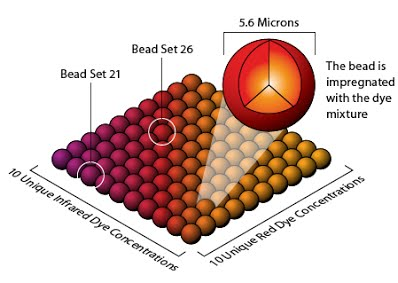 5.6 Microns
Bead Set 26
Bead Set 21
The bead is
impregnated
with the dye
mixture
10 Unique Infrared Dye Concentrations
10 Unique Red Dye Concentrations